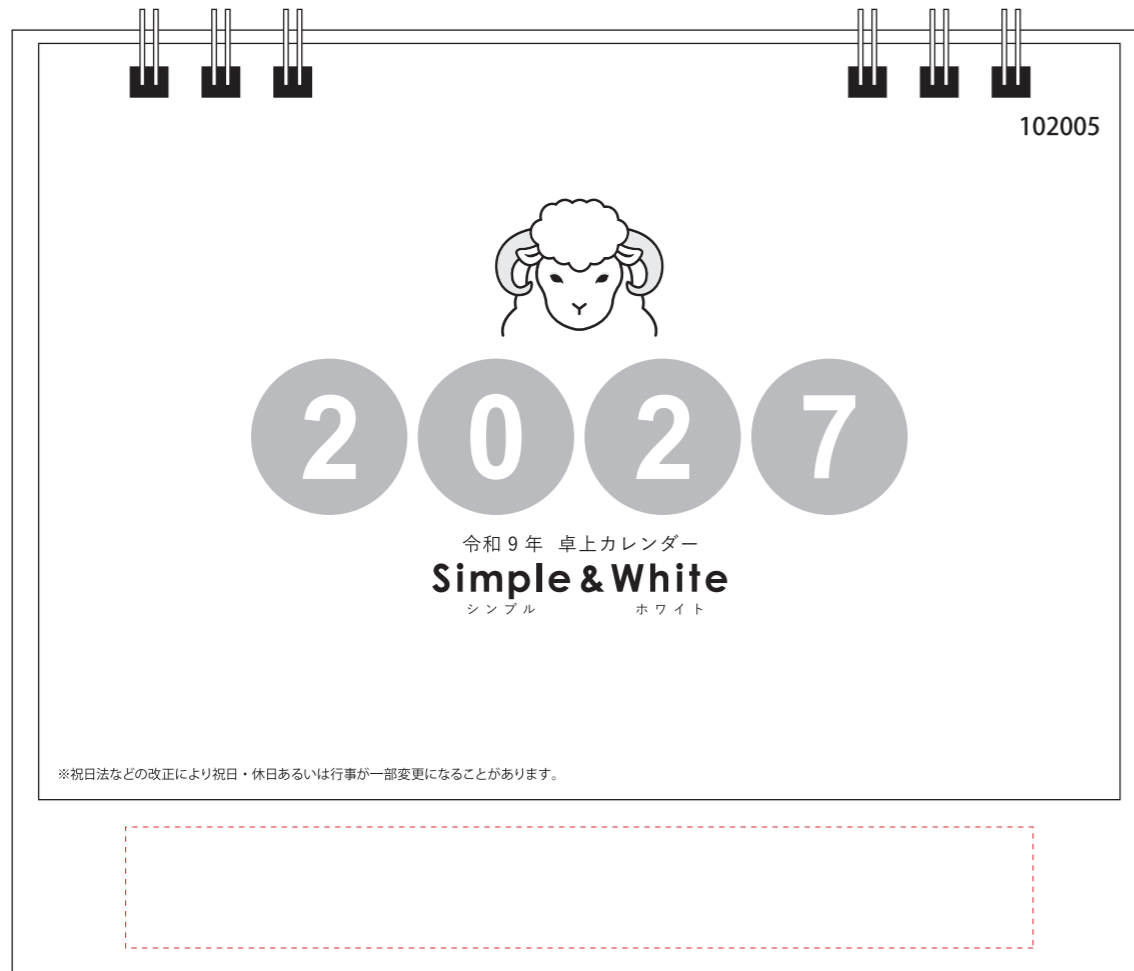 102005
2027
令和9年 卓上カレンダー
Simple & White
シンプル ホワイト
※祝日法などの改正により祝日・休日あるいは行事が一部変更になることがあります。